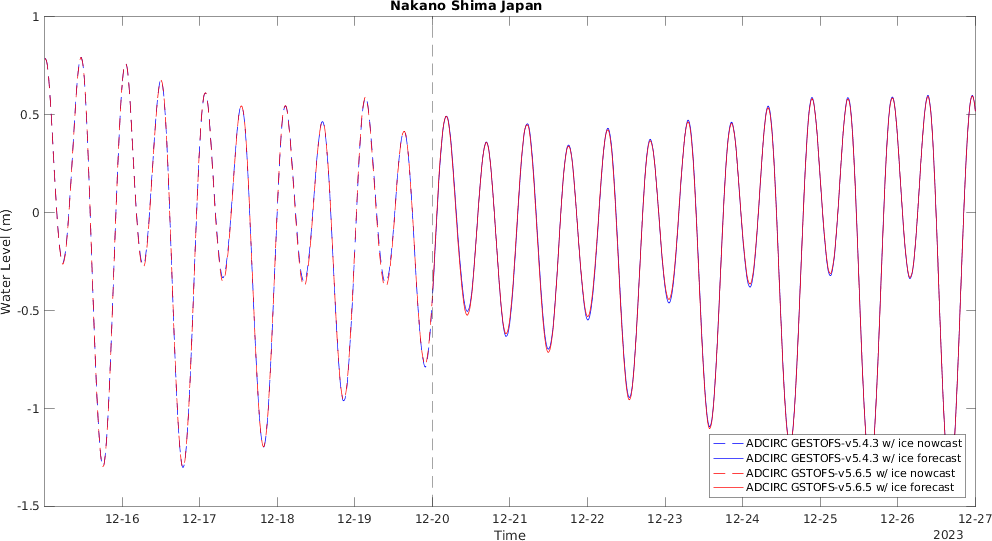 Nakano Shima Japan
1
0.5
0
-0.5
-1
-1.5
Water Level (m)
ADCIRC GESTOFS-v5.4.3 w/ ice nowcast
ADCIRC GESTOFS-v5.4.3 w/ ice forecast
ADCIRC GSTOFS-v5.6.5 w/ ice nowcast
ADCIRC GSTOFS-v5.6.5 w/ ice forecast
12-16 12-17 12-18 12-19 12-20 12-21 12-22 12-23 12-24 12-25 12-26 12-27
Time
2023